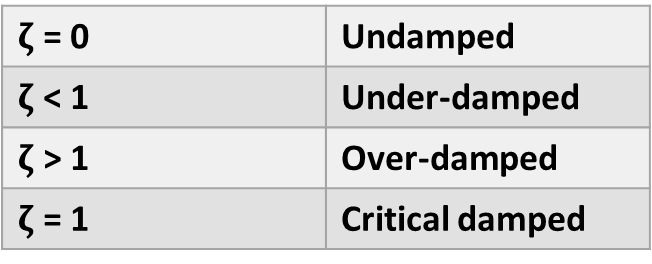 ζ = 0 Undamped
ζ < 1 Under-damped
ζ > 1 Over-damped
ζ = 1 Critical damped